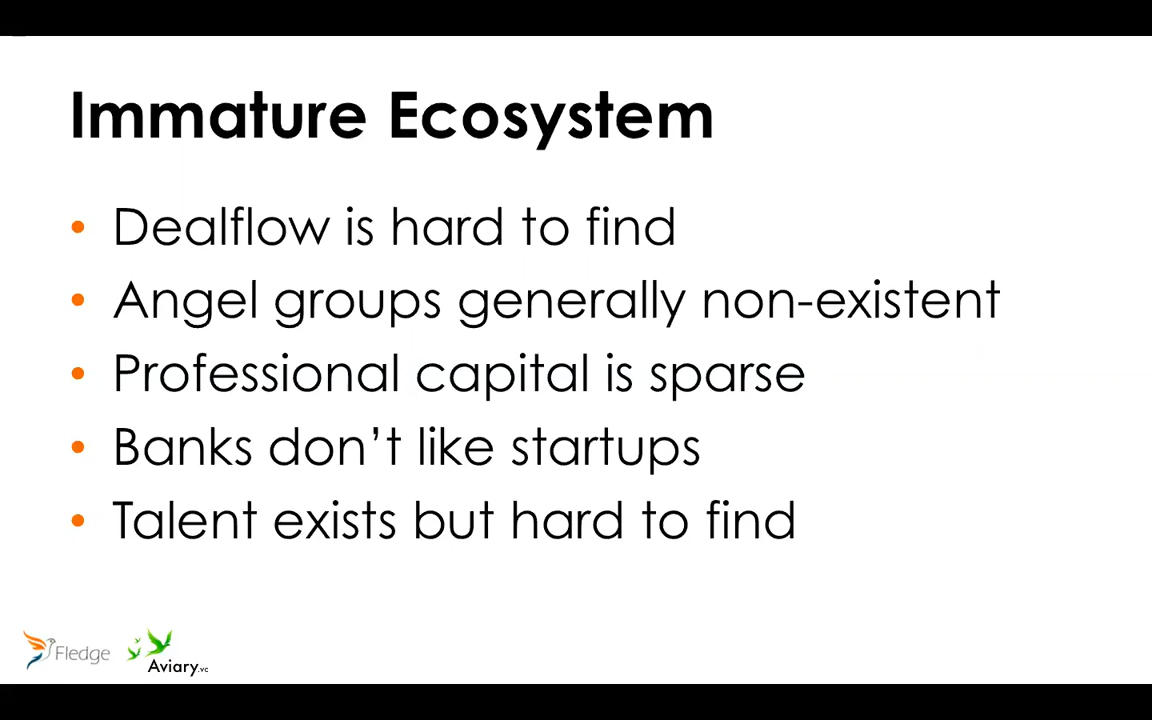 Immature Ecosystem
• Dealflow is hard to find
• Angel groups generally non-existent
• Professional capital is sparse
• Banks don’t like startups
• Talent exists but hard to find
Fledge
Aviary.vc